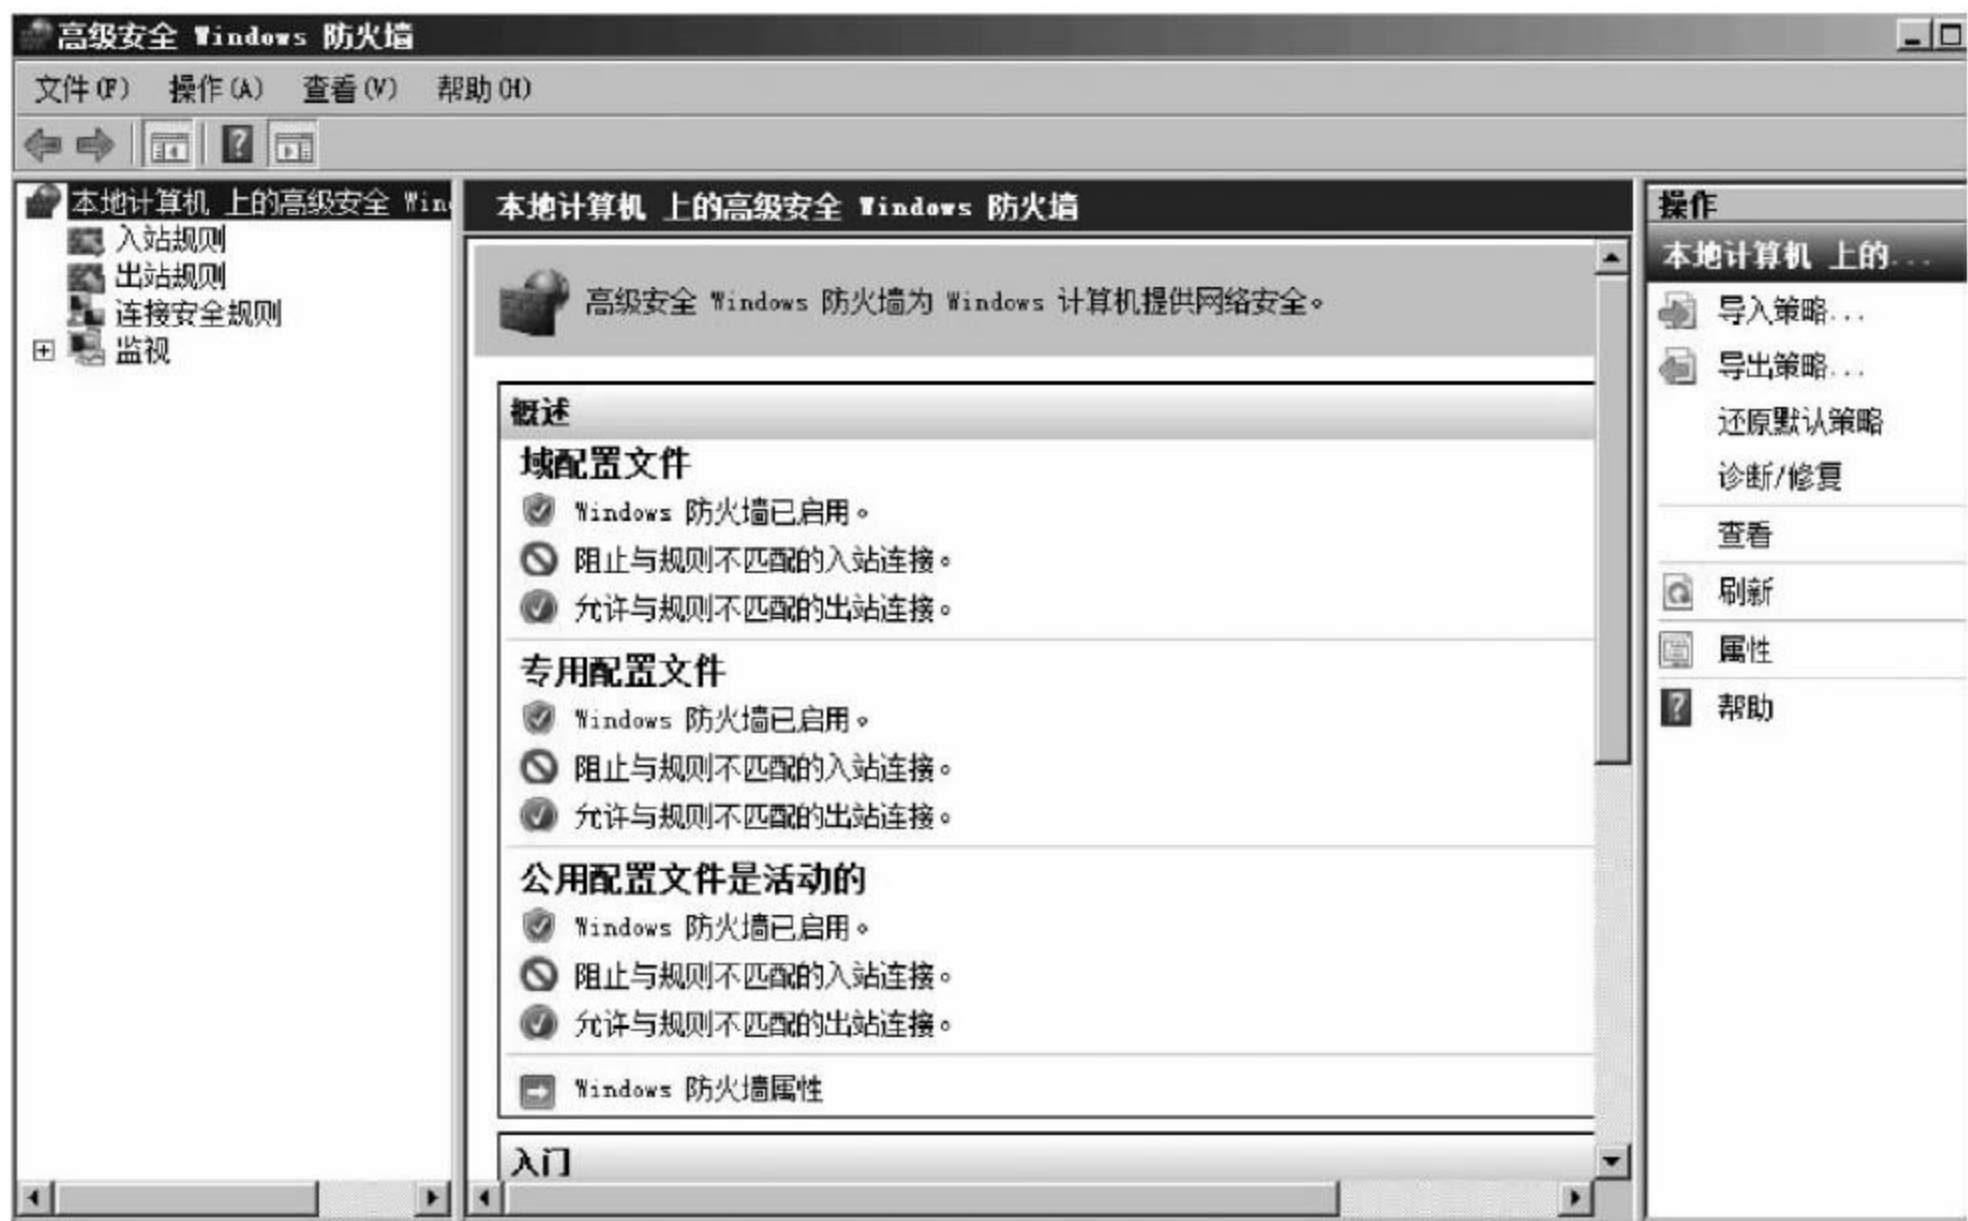 高级安全 Windows 防火墙
文件(F) 操作(A) 查看(V) 帮助(H)
本地计算机 上的高级安全 Win
入站规则
出站规则
连接安全规则
监视
本地计算机 上的高级安全 Windows 防火墙
高级安全 Windows 防火墙为 Windows 计算机提供网络安全。
概述
域配置文件
Windows 防火墙已启用。
阻止与规则不匹配的入站连接。
允许与规则不匹配的出站连接。
专用配置文件
Windows 防火墙已启用。
阻止与规则不匹配的入站连接。
允许与规则不匹配的出站连接。
公用配置文件是活动的
Windows 防火墙已启用。
阻止与规则不匹配的入站连接。
允许与规则不匹配的出站连接。
Windows 防火墙属性
入门
操作
本地计算机 上的...
导入策略...
导出策略...
还原默认策略
诊断/修复
查看
刷新
属性
帮助